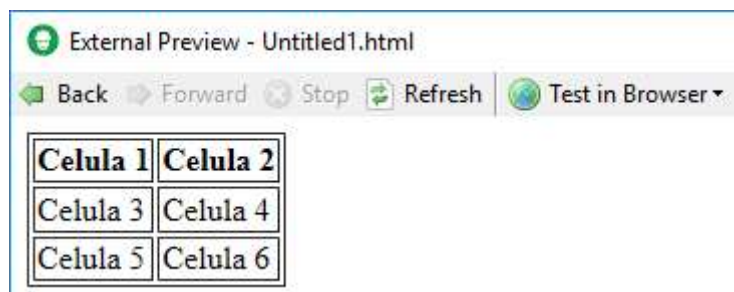 External Preview - Untitled1.html
Back Forward Stop Refresh Test in Browser
Celula 1 Celula 2
Celula 3 Celula 4
Celula 5 Celula 6